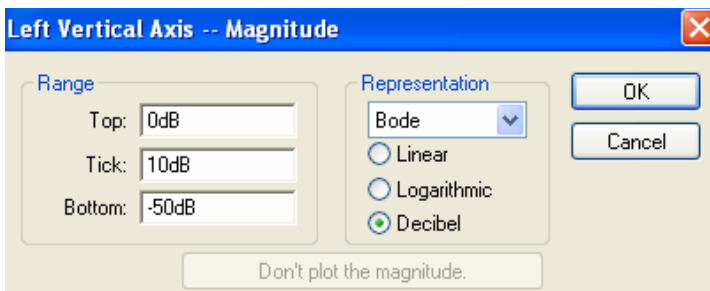 Left Vertical Axis -- Magnitude
Range
Top: 0dB
Tick: 10dB
Bottom: -50dB
Representation
Bode
Linear
Logarithmic
Decibel
OK
Cancel
Don't plot the magnitude.